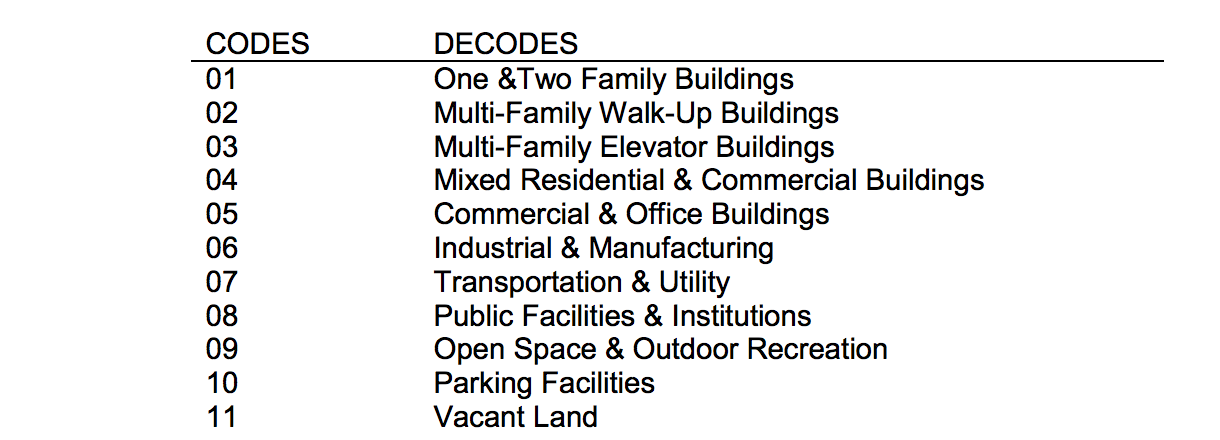 CODES DECODES
01 One &Two Family Buildings
02 Multi-Family Walk-Up Buildings
03 Multi-Family Elevator Buildings
04 Mixed Residential & Commercial Buildings
05 Commercial & Office Buildings
06 Industrial & Manufacturing
07 Transportation & Utility
08 Public Facilities & Institutions
09 Open Space & Outdoor Recreation
10 Parking Facilities
11 Vacant Land